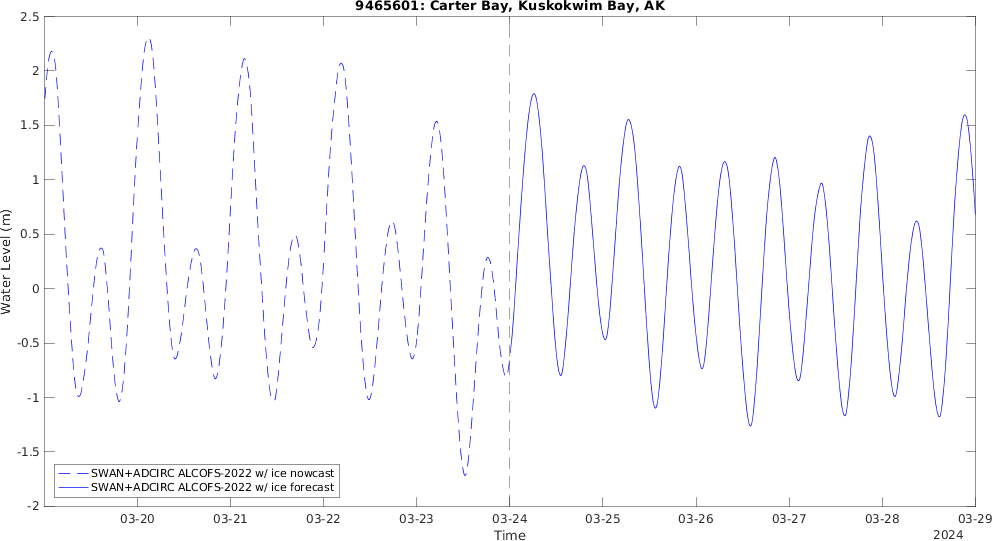 9465601: Carter Bay, Kuskokwim Bay, AK
2.5
2
1.5
1
0.5
0
-0.5
-1
-1.5
-2
Water Level (m)
SWAN+ADCIRC ALCOFS-2022 w/ ice nowcast
SWAN+ADCIRC ALCOFS-2022 w/ ice forecast
03-20 03-21 03-22 03-23 03-24 03-25 03-26 03-27 03-28 03-29
Time
2024